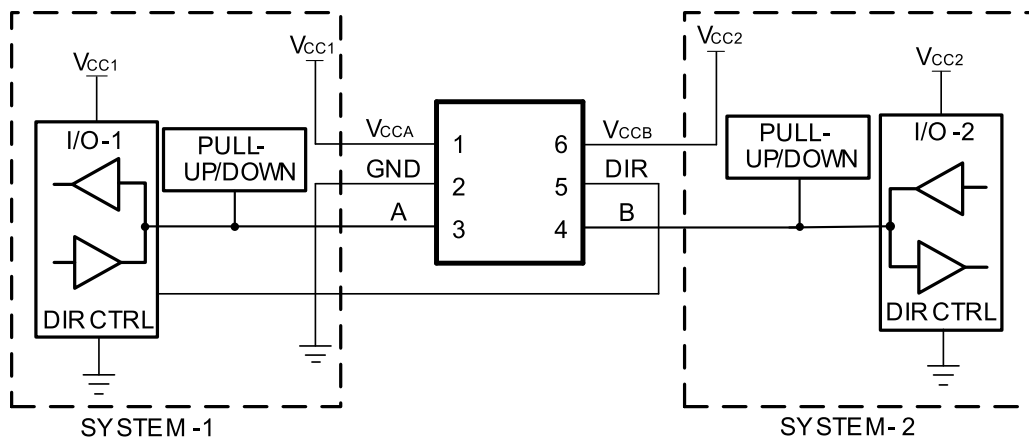 VCC1
I/O-1
PULL-
UP/DOWN
DIR CTRL
SYSTEM-1
VCC1
VCCA
GND
A
1
2
3
6
5
4
VCCB
DIR
B
VCC2
PULL-
UP/DOWN
VCC2
I/O-2
DIR CTRL
SYSTEM-2